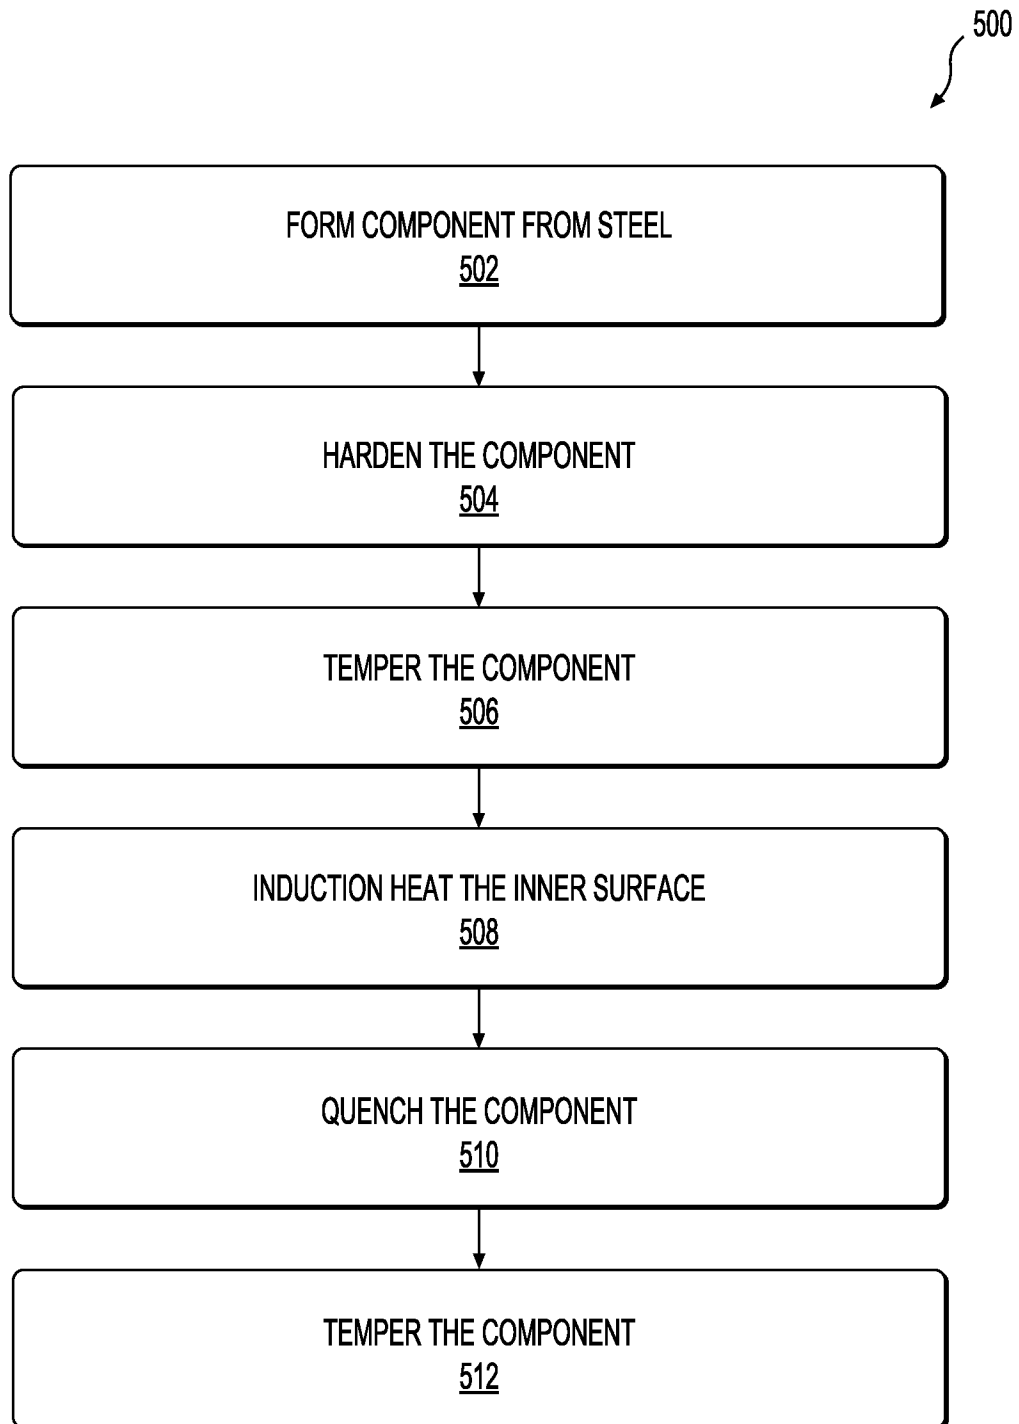 500
FORM COMPONENT FROM STEEL
502
HARDEN THE COMPONENT
504
TEMPER THE COMPONENT
506
INDUCTION HEAT THE INNER SURFACE
508
QUENCH THE COMPONENT
510
TEMPER THE COMPONENT
512